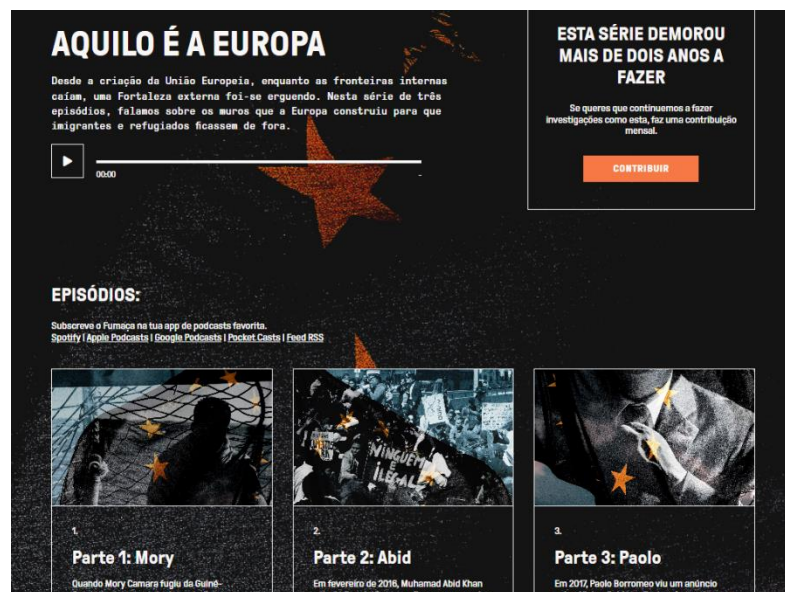 AQUILO É A EUROPA
Desde a criação da União Europeia, enquanto as fronteiras internas
caíam, uma Fortaleza externa foi-se erguendo. Nesta série de três
episódios, falamos sobre os muros que a Europa construiu para que
imigrantes e refugiados ficassem de fora.
00:00
-
ESTA SÉRIE DEMOROU
MAIS DE DOIS ANOS A
FAZER
Se queres que continuemos a fazer
investigações como esta, faz uma contribuição
mensal.
CONTRIBUIR
EPISÓDIOS:
Subscreve o Fumaça na tua app de podcasts favorita.
Spotify | Apple Podcasts | Google Podcasts | Pocket Casts | Feed RSS
NINGUÉM
É
ILEGAL
1.
Parte 1: Mory
Quando Mory Camara fugiu da Guiné-
2.
Parte 2: Abid
Em fevereiro de 2016, Muhamad Abid Khan
3.
Parte 3: Paolo
Em 2017, Paolo Borromeo viu um anúncio